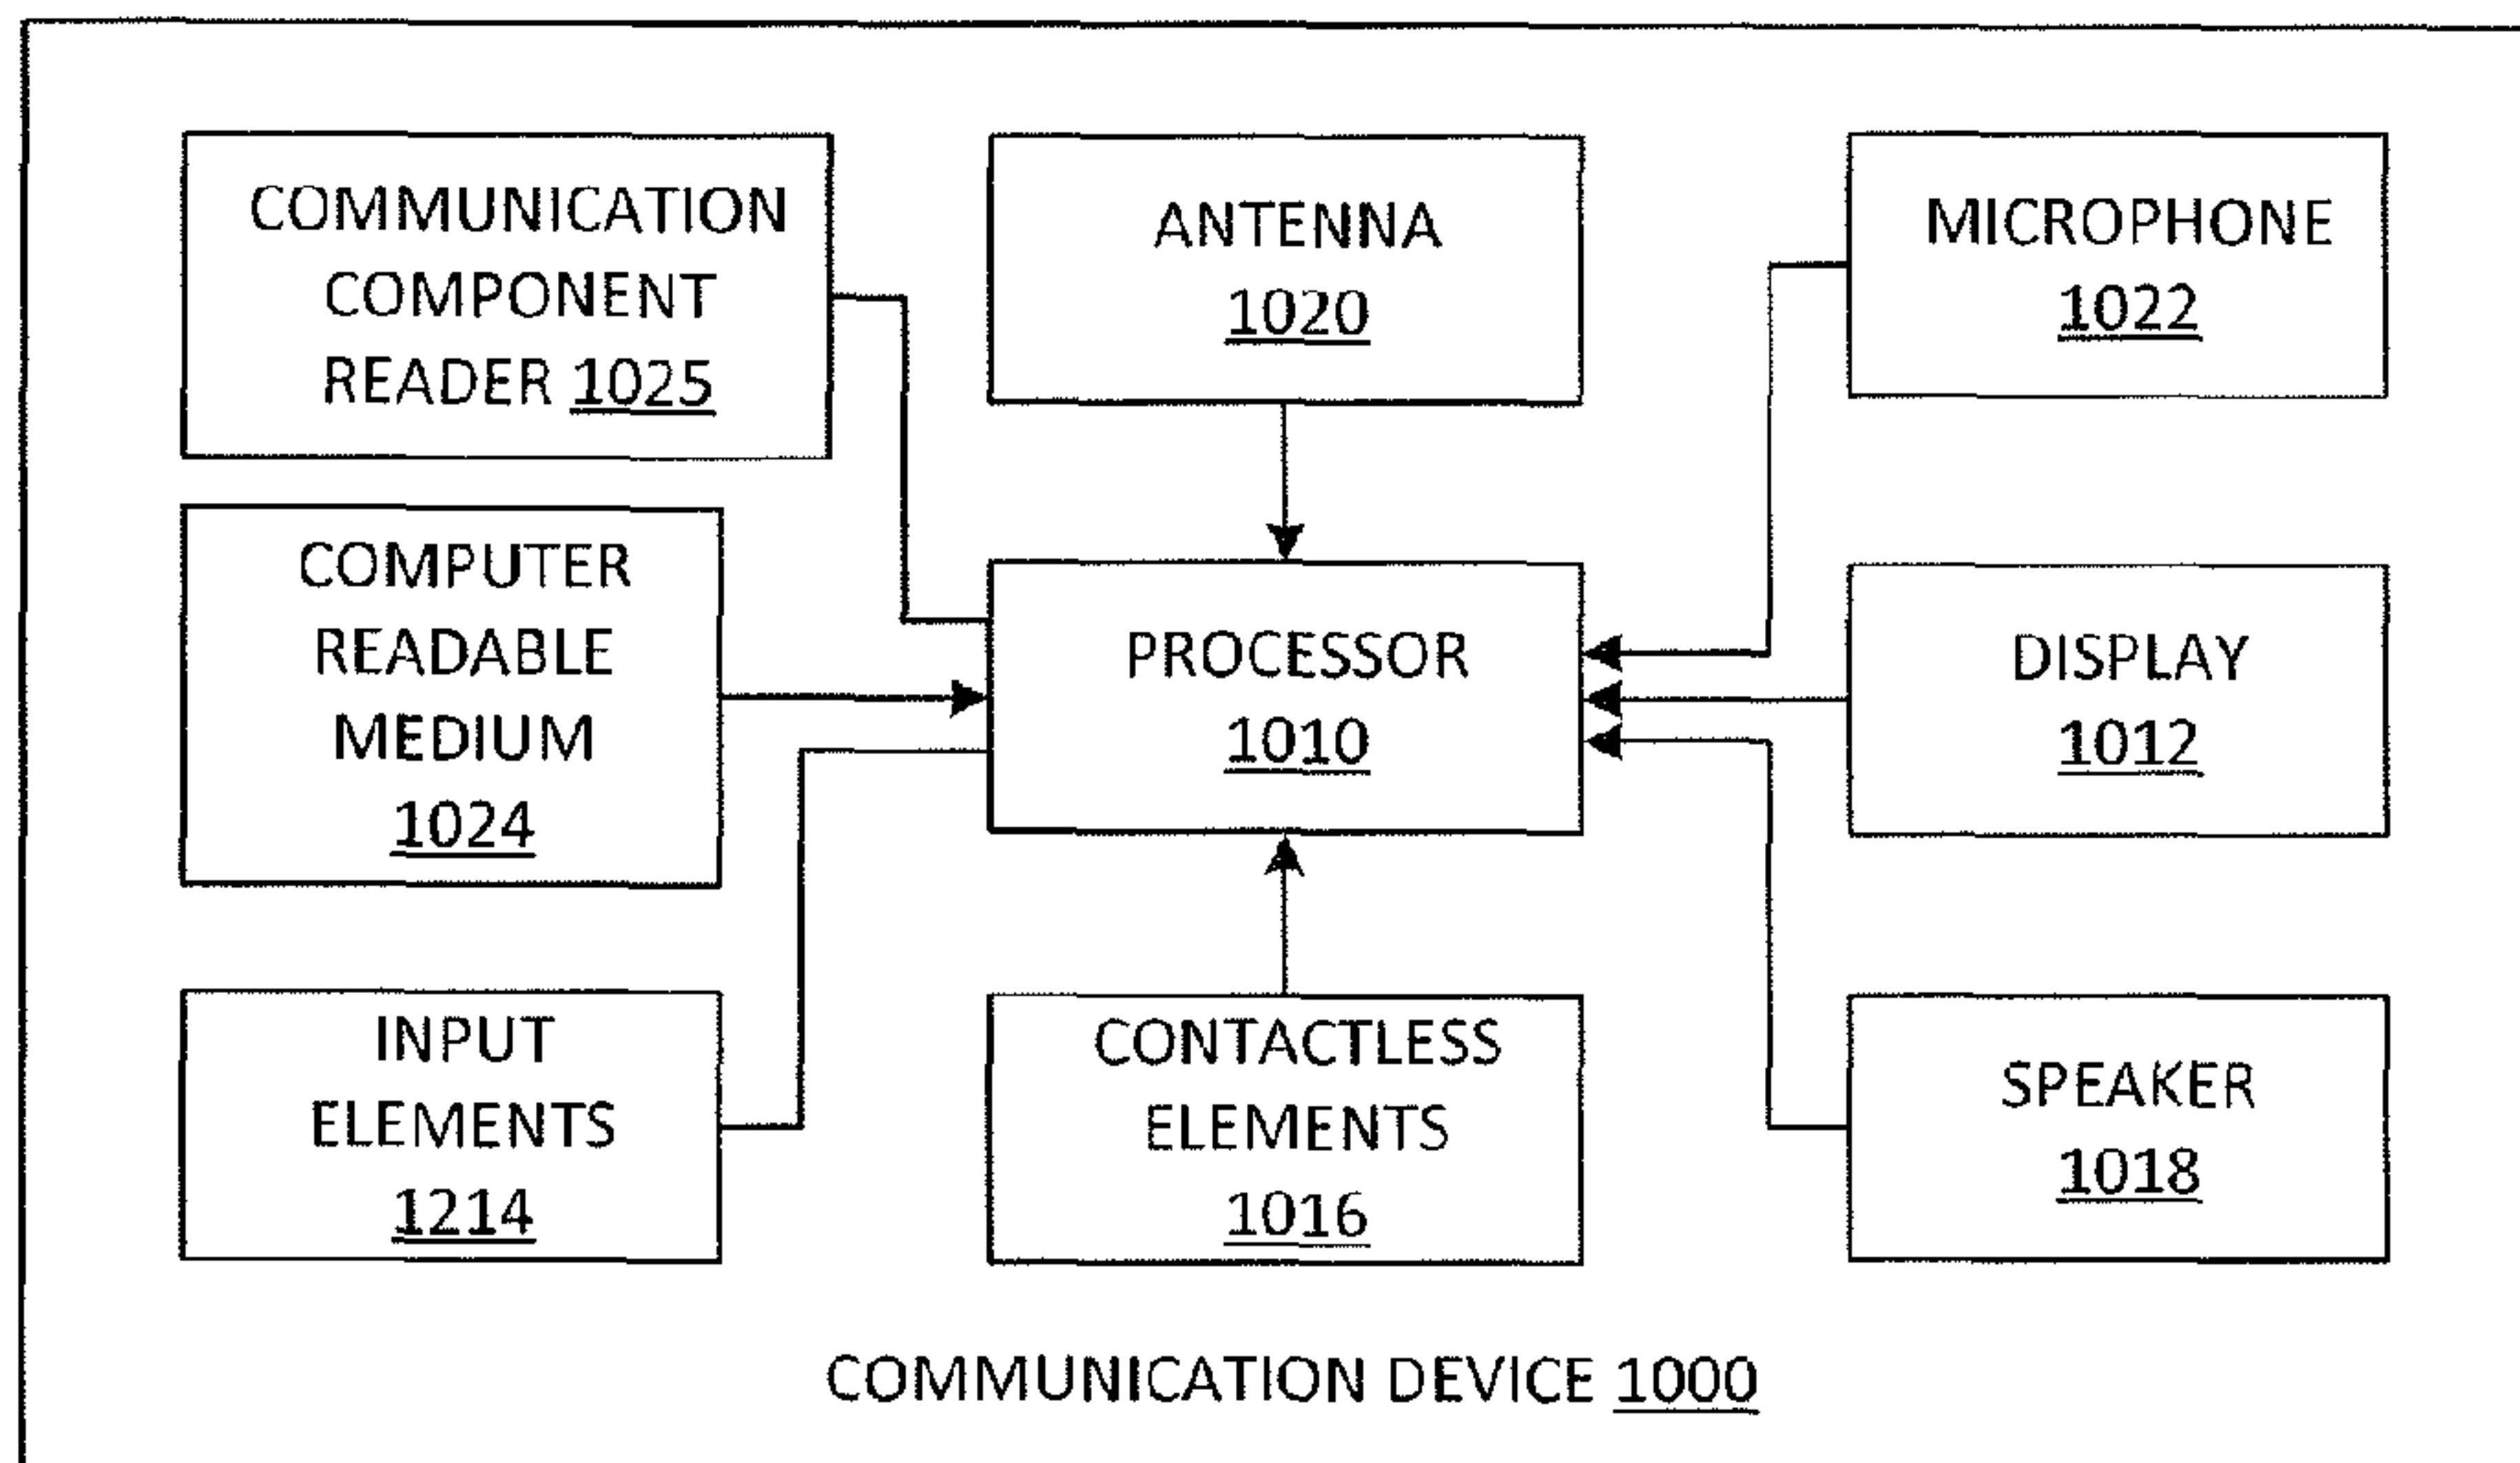 COMMUNICATION
COMPONENT
READER 1025
ANTENNA
1020
MICROPHONE
1022
COMPUTER
READABLE
MEDIUM
1024
PROCESSOR
1010
DISPLAY
1012
INPUT
ELEMENTS
1214
CONTACTLESS
ELEMENTS
1016
SPEAKER
1018
COMMUNICATION DEVICE 1000